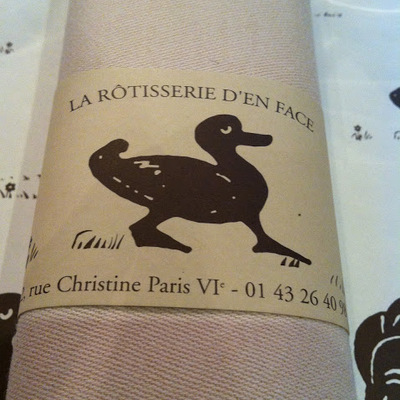 LA RÔTISSERIE D'EN FACE
rue Christine Paris VIe - 01 43 26 40